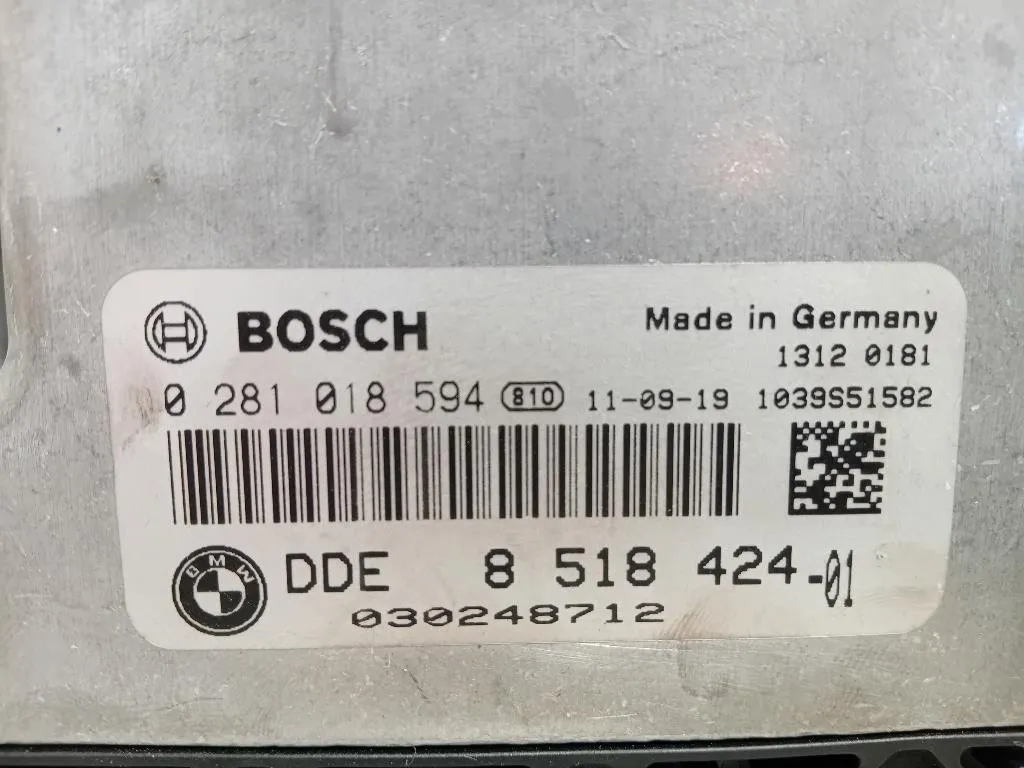 BOSCH
Made in Germany
1312 0181
0 281 018 594 810 11-09-19 1039S51582
BMW
DDE 8 518 424-01
030248712